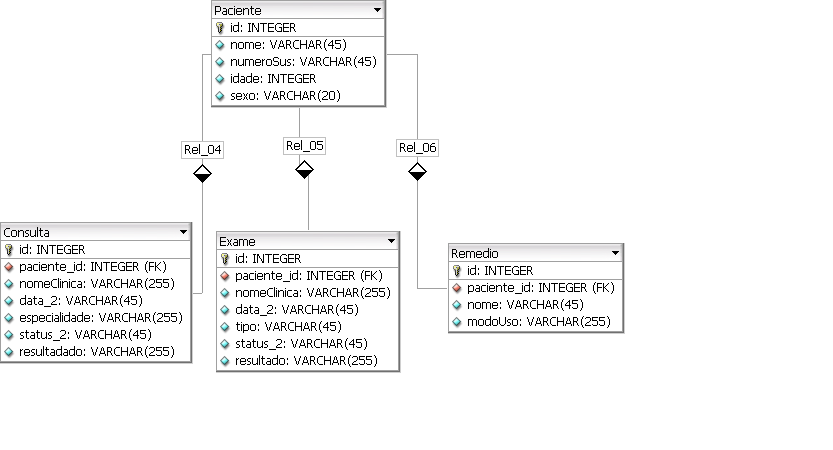 Paciente
id: INTEGER
nome: VARCHAR(45)
numeroSus: VARCHAR(45)
idade: INTEGER
sexo: VARCHAR(20)
Rel_04
Rel_05
Rel_06
Consulta
id: INTEGER
paciente_id: INTEGER (FK)
nomeClinica: VARCHAR(255)
data_2: VARCHAR(45)
especialidade: VARCHAR(255)
status_2: VARCHAR(45)
resultadado: VARCHAR(255)
Exame
id: INTEGER
paciente_id: INTEGER (FK)
nomeClinica: VARCHAR(255)
data_2: VARCHAR(45)
tipo: VARCHAR(45)
status_2: VARCHAR(45)
resultado: VARCHAR(255)
Remedio
id: INTEGER
paciente_id: INTEGER (FK)
nome: VARCHAR(45)
modoUso: VARCHAR(255)